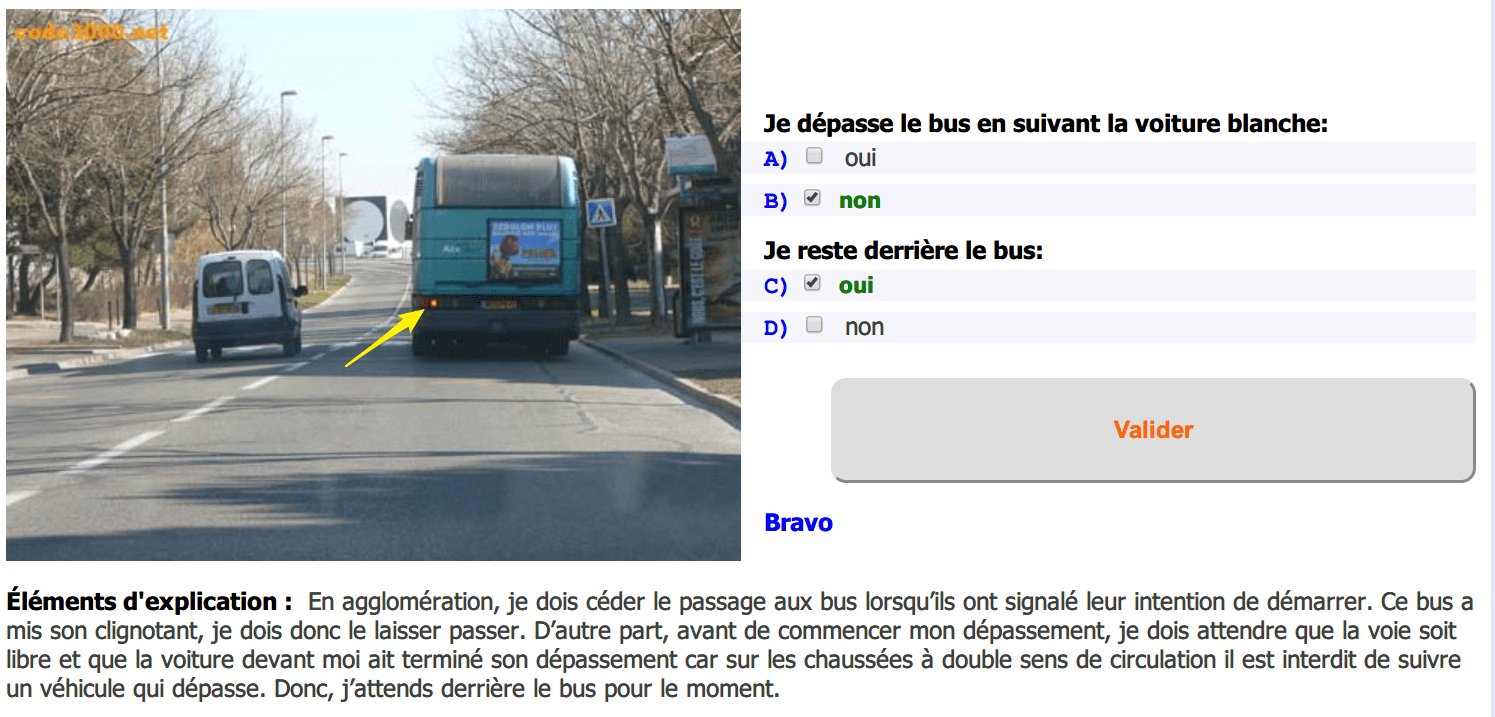 code3000.net
Je dépasse le bus en suivant la voiture blanche:
A) oui
B) non
Je reste derrière le bus:
C) oui
D) non
Valider
Bravo
Éléments d'explication : En agglomération, je dois céder le passage aux bus lorsqu’ils ont signalé leur intention de démarrer. Ce bus a
mis son clignotant, je dois donc le laisser passer. D’autre part, avant de commencer mon dépassement, je dois attendre que la voie soit
libre et que la voiture devant moi ait terminé son dépassement car sur les chaussées à double sens de circulation il est interdit de suivre
un véhicule qui dépasse. Donc, j’attends derrière le bus pour le moment.